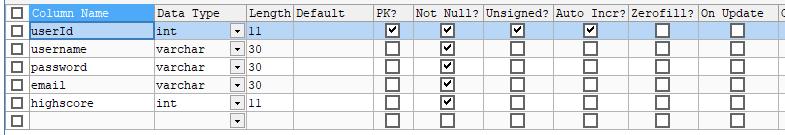 Column Name Data Type Length Default PK? Not Null? Unsigned? Auto Incr? Zerofill? On Update
userId int 11
username varchar 30
password varchar 30
email varchar 30
highscore int 11